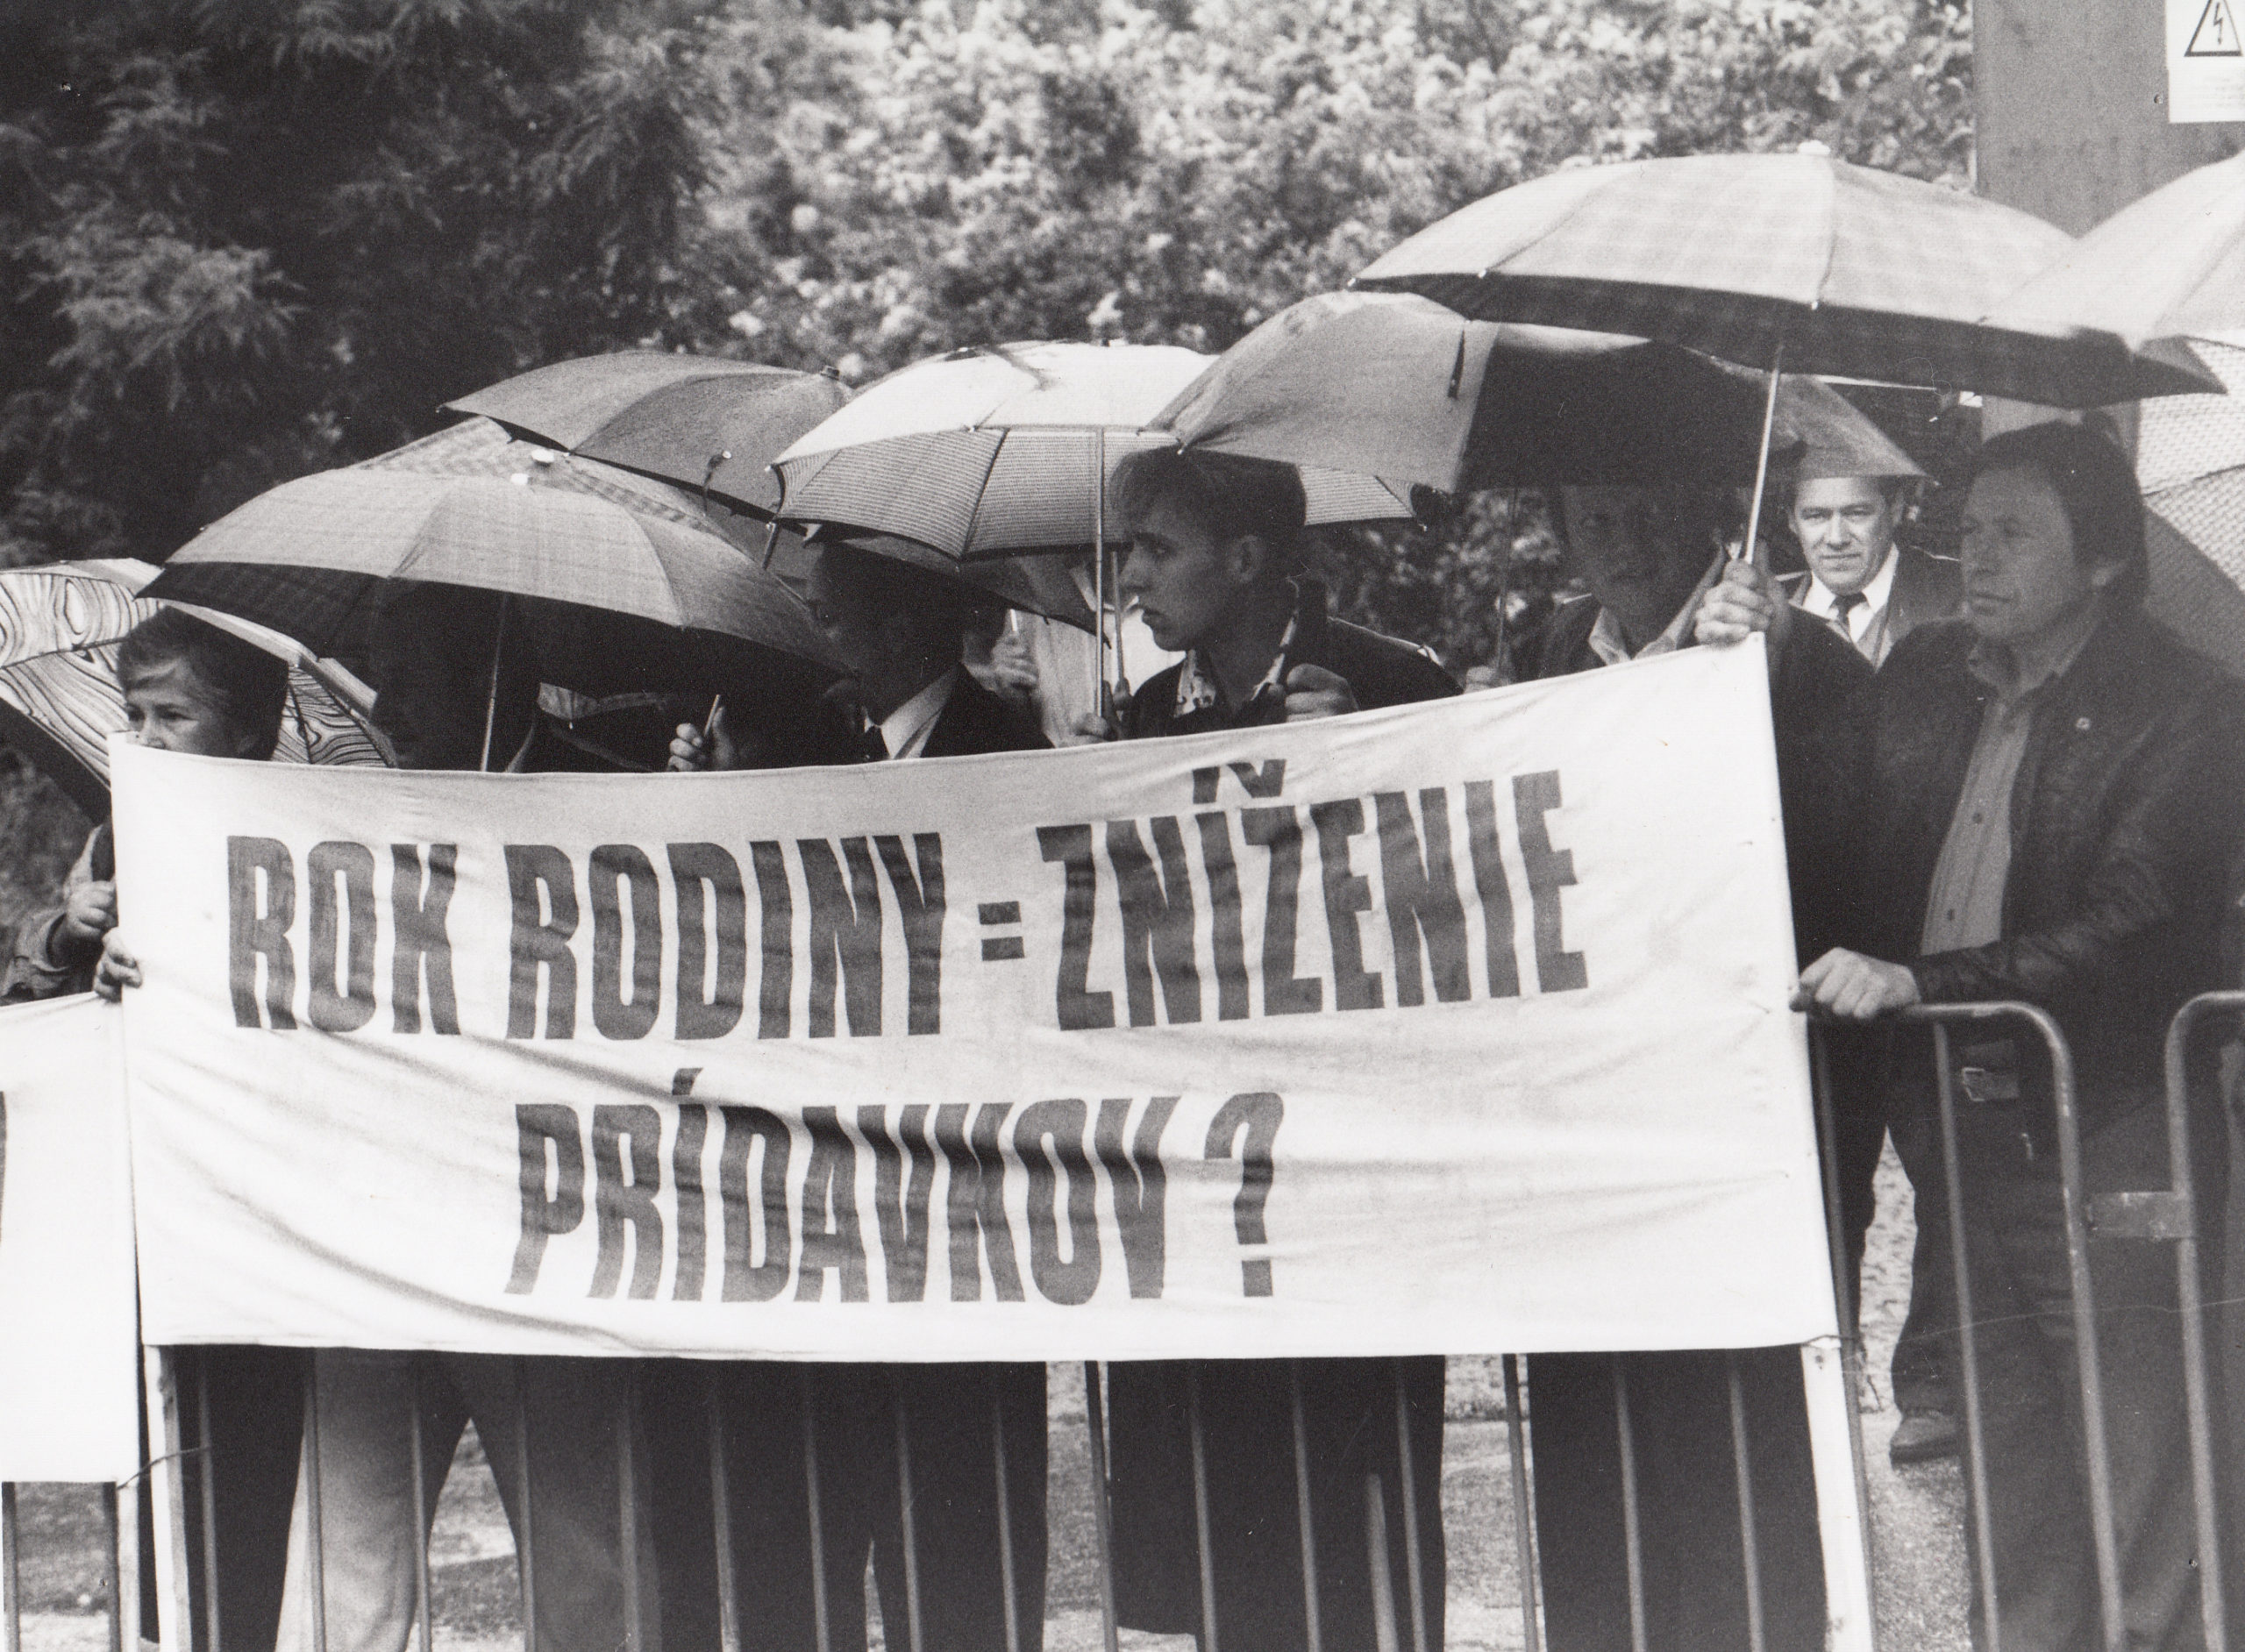 ROK RODINY = ZNÍŽENIE
PRÍDAVKOV ?